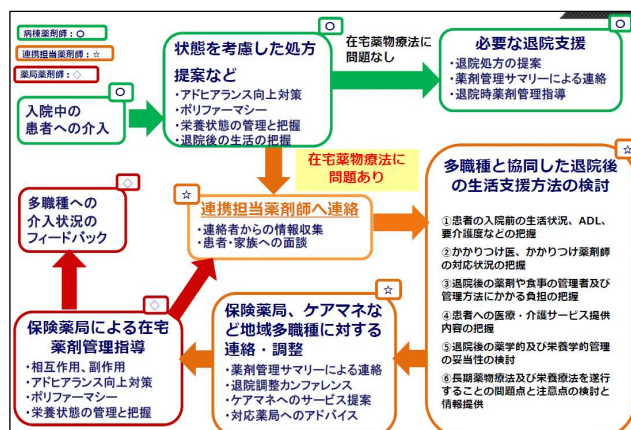 病棟薬剤師：〇
連携担当薬剤師：☆
薬局薬剤師：◇
〇
入院中の
患者への介入
〇
状態を考慮した処方
提案など
・アドヒアランス向上対策
・ポリファーマシー
・栄養状態の管理と把握
・退院後の生活の把握
在宅薬物療法に
問題なし
〇
必要な退院支援
・退院処方の提案
・薬剤管理サマリーによる連絡
・退院時薬剤管理指導
在宅薬物療法に
問題あり
☆
連携担当薬剤師へ連絡
・連絡者からの情報収集
・患者・家族への面談
☆
多職種と協同した退院後
の生活支援方法の検討
①患者の入院前の生活状況、ADL、
要介護度などの把握
②かかりつけ医、かかりつけ薬剤師
の対応状況の把握
③退院後の薬剤や食事の管理者及び
管理方法にかかる負担の把握
④患者への医療・介護サービス提供
内容の把握
⑤退院後の薬学的及び栄養学的管理
の妥当性の検討
⑥長期薬物療法及び栄養療法を遂行
することの問題点と注意点の検討と
情報提供
☆
保険薬局、ケアマネな
ど地域多職種に対する
連絡・調整
・薬剤管理サマリーによる連絡
・退院調整カンファレンス
・ケアマネへのサービス提案
・対応薬局へのアドバイス
◇
保険薬局による在宅
薬剤管理指導
・相互作用、副作用
・アドヒアランス向上対策
・ポリファーマシー
・栄養状態の管理と把握
◇
多職種への
介入状況の
フィードバック